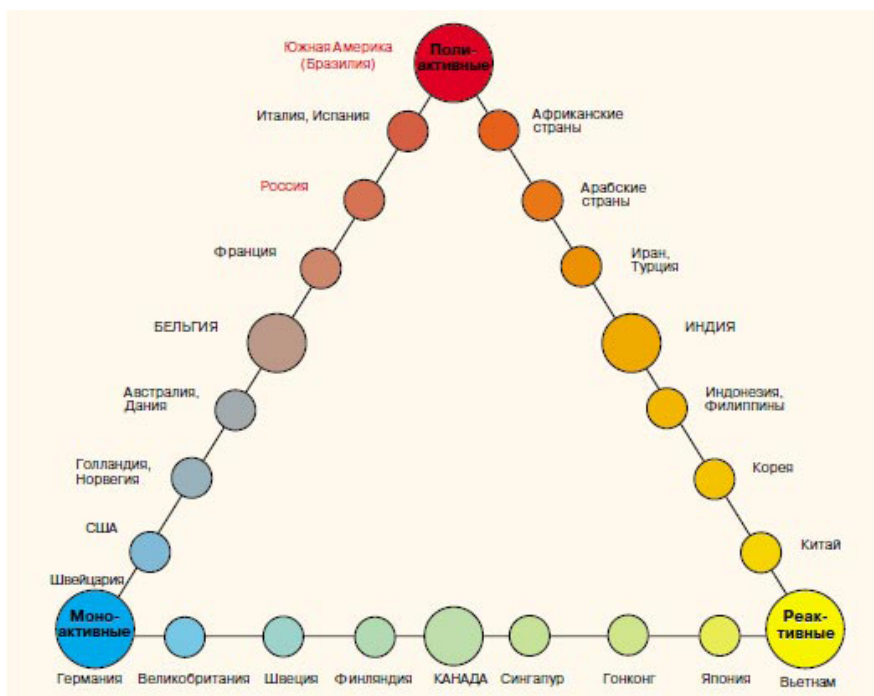 Южная Америка
(Бразилия)
Поли-
активные
Италия, Испания
Африканские
страны
Россия
Арабские
страны
Франция
Иран,
Турция
БЕЛЬГИЯ
ИНДИЯ
Австралия,
Дания
Индонезия,
Филиппины
Голландия,
Норвегия
Корея
США
Китай
Швейцария
Моно-
активные
Реак-
тивные
Германия
Великобритания
Швеция
Финляндия
КАНАДА
Сингапур
Гонконг
Япония
Вьетнам